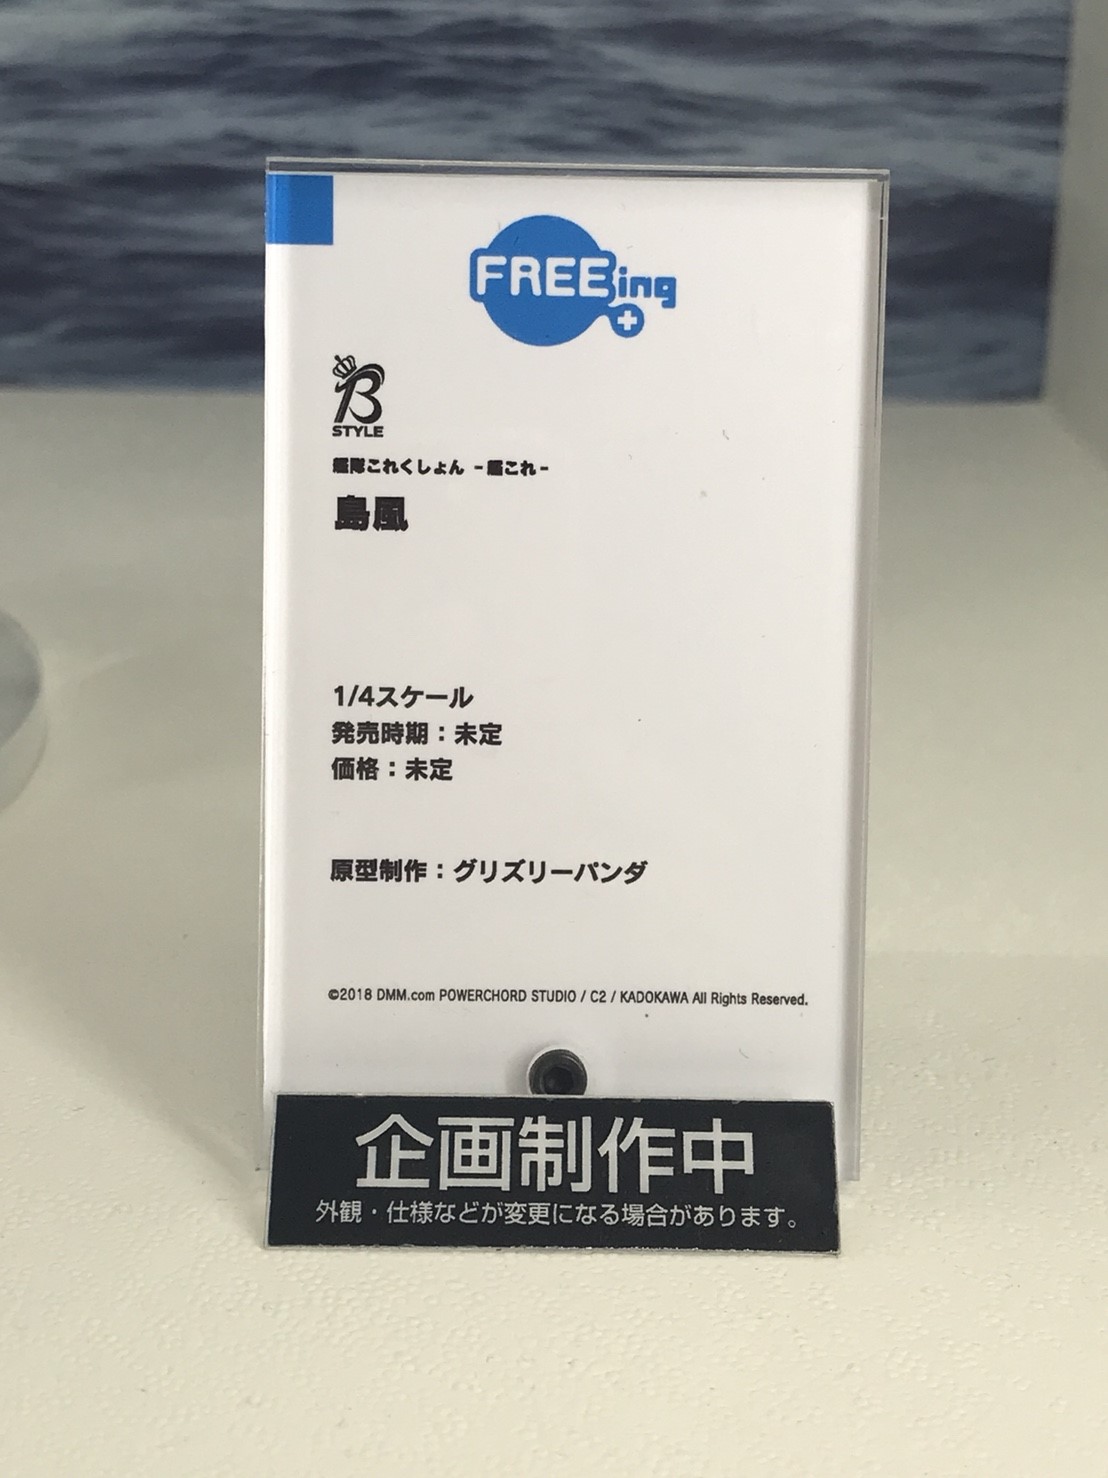 FREEing
B
STYLE
艦隊これくしょん -艦これ-
島風
1/4スケール
発売時期：未定
価格：未定
原型制作：グリズリーパンダ
©2018 DMM.com POWERCHORD STUDIO / C2 / KADOKAWA All Rights Reserved.
企画制作中
外観・仕様などが変更になる場合があります。